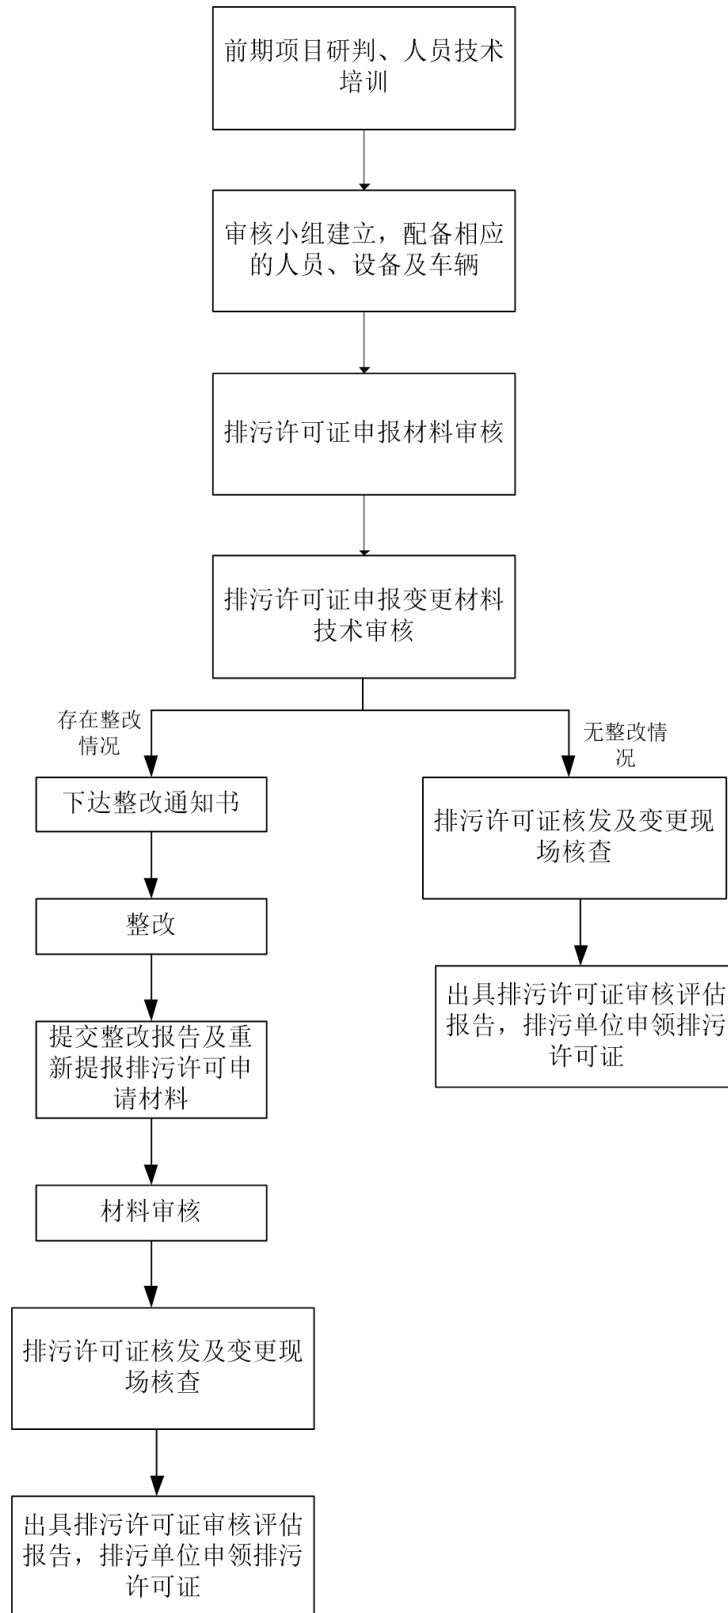 前期项目研判、人员技术
培训
审核小组建立，配备相应
的人员、设备及车辆
排污许可证申报材料审核
排污许可证申报变更材料
技术审核
存在整改
情况
无整改情
况
下达整改通知书
排污许可证核发及变更现
场核查
整改
出具排污许可证审核评估
报告，排污单位申领排污
许可证
提交整改报告及重
新提报排污许可申
请材料
材料审核
排污许可证核发及变更现
场核查
出具排污许可证审核评估
报告，排污单位申领排污
许可证